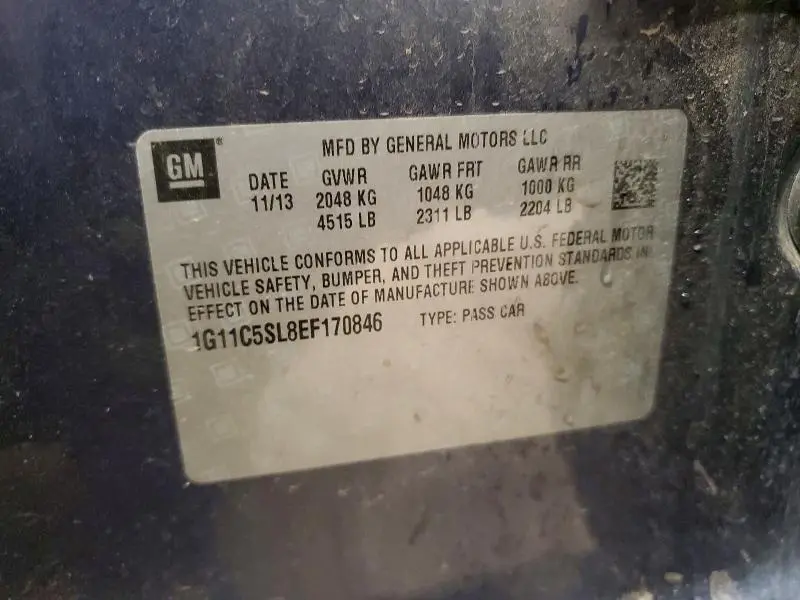 GM
MFD BY GENERAL MOTORS LLC
DATE GVWR GAWR FRT GAWR RR
11/13 2048 KG 1048 KG 1000 KG
4515 LB 2311 LB 2204 LB
THIS VEHICLE CONFORMS TO ALL APPLICABLE U.S. FEDERAL MOTOR
VEHICLE SAFETY, BUMPER, AND THEFT PREVENTION STANDARDS IN
EFFECT ON THE DATE OF MANUFACTURE SHOWN ABOVE.
1G11C5SL8EF170846 TYPE: PASS CAR